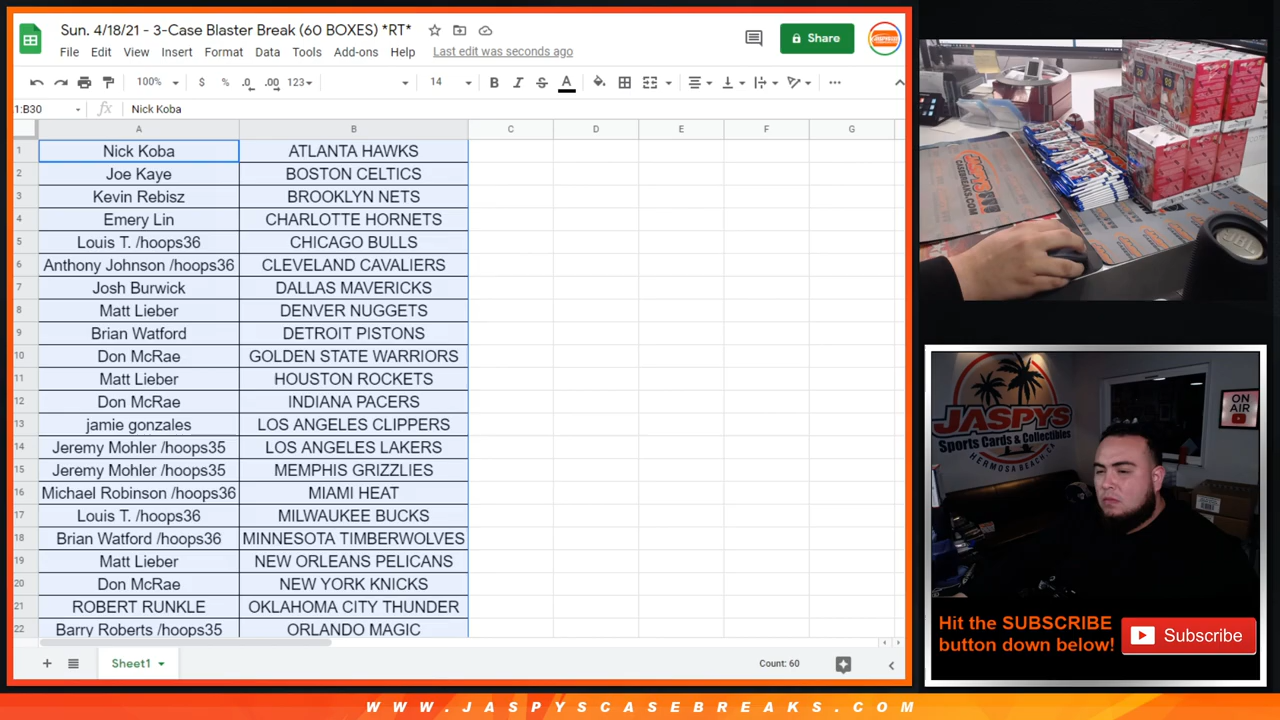 Sun. 4/18/21 - 3-Case Blaster Break (60 BOXES) *RT*
File Edit View Insert Format Data Tools Add-ons Help Last edit was seconds ago
Share
100% $ % .0 .00 123 14 B I S A
1:B30 fx Nick Koba
A B C D E F G
1 Nick Koba ATLANTA HAWKS
2 Joe Kaye BOSTON CELTICS
3 Kevin Rebisz BROOKLYN NETS
4 Emery Lin CHARLOTTE HORNETS
5 Louis T. /hoops36 CHICAGO BULLS
6 Anthony Johnson /hoops36 CLEVELAND CAVALIERS
7 Josh Burwick DALLAS MAVERICKS
8 Matt Lieber DENVER NUGGETS
9 Brian Watford DETROIT PISTONS
10 Don McRae GOLDEN STATE WARRIORS
11 Matt Lieber HOUSTON ROCKETS
12 Don McRae INDIANA PACERS
13 jamie gonzales LOS ANGELES CLIPPERS
14 Jeremy Mohler /hoops35 LOS ANGELES LAKERS
15 Jeremy Mohler /hoops35 MEMPHIS GRIZZLIES
16 Michael Robinson /hoops36 MIAMI HEAT
17 Louis T. /hoops36 MILWAUKEE BUCKS
18 Brian Watford /hoops36 MINNESOTA TIMBERWOLVES
19 Matt Lieber NEW ORLEANS PELICANS
20 Don McRae NEW YORK KNICKS
21 ROBERT RUNKLE OKLAHOMA CITY THUNDER
22 Barry Roberts /hoops35 ORLANDO MAGIC
Sheet1 Count: 60
JBL
JASPYS
Sports Cards & Collectibles
HERMOSA BEACH, CA
ON
AIR
Hit the SUBSCRIBE
button down below!
Subscribe
WWW.JASPYSCASEBREAKS.COM